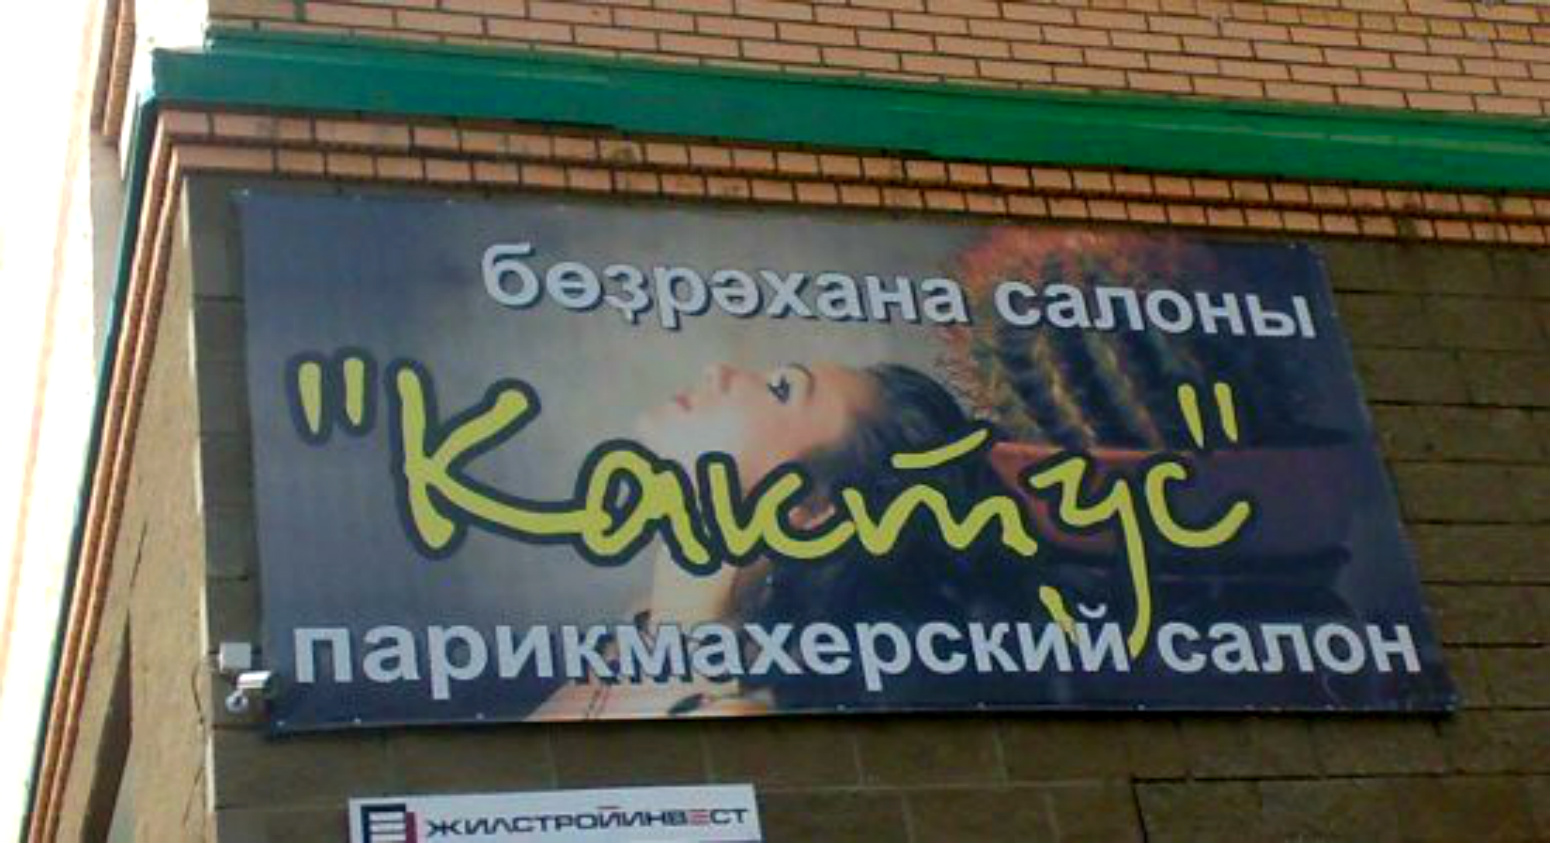 бөҙрәхана салоны
"Кактус"
парикмахерский салон
ЖИЛСТРОЙИНВЕСТ